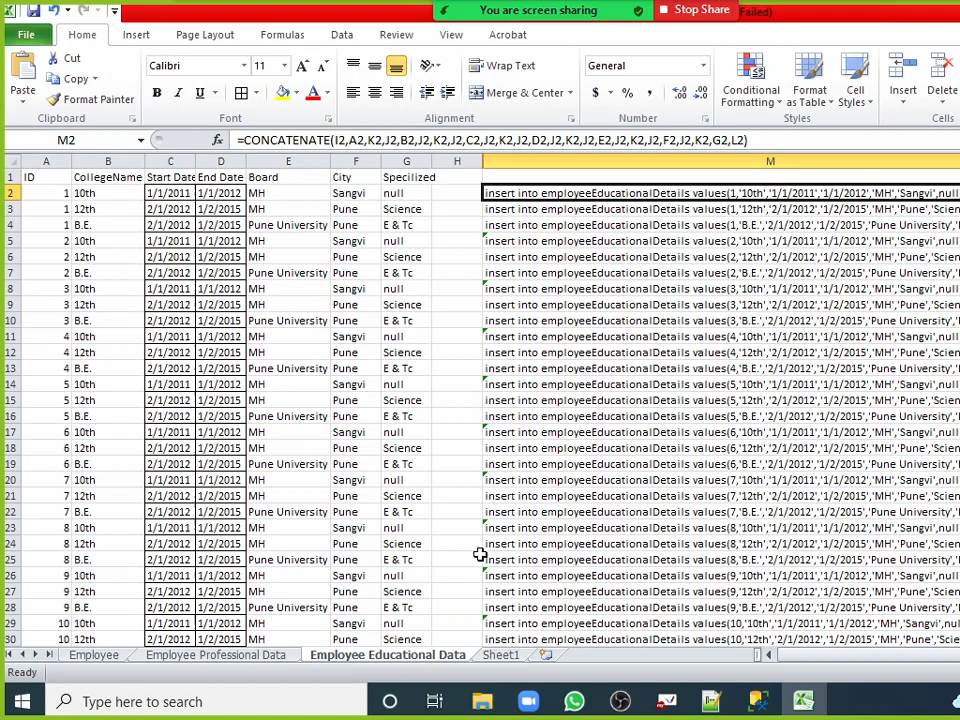 You are screen sharing
Stop Share
Failed)
File Home Insert Page Layout Formulas Data Review View Acrobat
Cut
Copy
Format Painter
Paste
Calibri 11
B I U
Wrap Text
Merge & Center
General
$ % ,
Conditional Formatting
Format as Table
Cell Styles
Insert
Delete
Clipboard Font Alignment Number Styles Cells
M2 fx =CONCATENATE(I2,A2,K2,J2,B2,J2,K2,J2,C2,J2,K2,J2,D2,J2,K2,J2,E2,J2,K2,J2,F2,J2,K2,G2,L2)
A B C D E F G H M
1 ID CollegeName Start Date End Date Board City Specilized
2 1 10th 1/1/2011 1/1/2012 MH Sangvi null insert into employeeEducationalDetails values(1,'10th','1/1/2011','1/1/2012','MH','Sangvi',null
3 1 12th 2/1/2012 1/2/2015 MH Pune Science insert into employeeEducationalDetails values(1,'12th','2/1/2012','1/2/2015','MH','Pune','Scien
4 1 B.E. 2/1/2012 1/2/2015 Pune University Pune E & Tc insert into employeeEducationalDetails values(1,'B.E.','2/1/2012','1/2/2015','Pune University'
5 2 10th 1/1/2011 1/1/2012 MH Sangvi null insert into employeeEducationalDetails values(2,'10th','1/1/2011','1/1/2012','MH','Sangvi',null
6 2 12th 2/1/2012 1/2/2015 MH Pune Science insert into employeeEducationalDetails values(2,'12th','2/1/2012','1/2/2015','MH','Pune','Scien
7 2 B.E. 2/1/2012 1/2/2015 Pune University Pune E & Tc insert into employeeEducationalDetails values(2,'B.E.','2/1/2012','1/2/2015','Pune University'
8 3 10th 1/1/2011 1/1/2012 MH Sangvi null insert into employeeEducationalDetails values(3,'10th','1/1/2011','1/1/2012','MH','Sangvi',null
9 3 12th 2/1/2012 1/2/2015 MH Pune Science insert into employeeEducationalDetails values(3,'12th','2/1/2012','1/2/2015','MH','Pune','Scien
10 3 B.E. 2/1/2012 1/2/2015 Pune University Pune E & Tc insert into employeeEducationalDetails values(3,'B.E.','2/1/2012','1/2/2015','Pune University'
11 4 10th 1/1/2011 1/1/2012 MH Sangvi null insert into employeeEducationalDetails values(4,'10th','1/1/2011','1/1/2012','MH','Sangvi',null
12 4 12th 2/1/2012 1/2/2015 MH Pune Science insert into employeeEducationalDetails values(4,'12th','2/1/2012','1/2/2015','MH','Pune','Scien
13 4 B.E. 2/1/2012 1/2/2015 Pune University Pune E & Tc insert into employeeEducationalDetails values(4,'B.E.','2/1/2012','1/2/2015','Pune University'
14 5 10th 1/1/2011 1/1/2012 MH Sangvi null insert into employeeEducationalDetails values(5,'10th','1/1/2011','1/1/2012','MH','Sangvi',null
15 5 12th 2/1/2012 1/2/2015 MH Pune Science insert into employeeEducationalDetails values(5,'12th','2/1/2012','1/2/2015','MH','Pune','Scien
16 5 B.E. 2/1/2012 1/2/2015 Pune University Pune E & Tc insert into employeeEducationalDetails values(5,'B.E.','2/1/2012','1/2/2015','Pune University'
17 6 10th 1/1/2011 1/1/2012 MH Sangvi null insert into employeeEducationalDetails values(6,'10th','1/1/2011','1/1/2012','MH','Sangvi',null
18 6 12th 2/1/2012 1/2/2015 MH Pune Science insert into employeeEducationalDetails values(6,'12th','2/1/2012','1/2/2015','MH','Pune','Scien
19 6 B.E. 2/1/2012 1/2/2015 Pune University Pune E & Tc insert into employeeEducationalDetails values(6,'B.E.','2/1/2012','1/2/2015','Pune University'
20 7 10th 1/1/2011 1/1/2012 MH Sangvi null insert into employeeEducationalDetails values(7,'10th','1/1/2011','1/1/2012','MH','Sangvi',null
21 7 12th 2/1/2012 1/2/2015 MH Pune Science insert into employeeEducationalDetails values(7,'12th','2/1/2012','1/2/2015','MH','Pune','Scien
22 7 B.E. 2/1/2012 1/2/2015 Pune University Pune E & Tc insert into employeeEducationalDetails values(7,'B.E.','2/1/2012','1/2/2015','Pune University'
23 8 10th 1/1/2011 1/1/2012 MH Sangvi null insert into employeeEducationalDetails values(8,'10th','1/1/2011','1/1/2012','MH','Sangvi',null
24 8 12th 2/1/2012 1/2/2015 MH Pune Science insert into employeeEducationalDetails values(8,'12th','2/1/2012','1/2/2015','MH','Pune','Scien
25 8 B.E. 2/1/2012 1/2/2015 Pune University Pune E & Tc insert into employeeEducationalDetails values(8,'B.E.','2/1/2012','1/2/2015','Pune University'
26 9 10th 1/1/2011 1/1/2012 MH Sangvi null insert into employeeEducationalDetails values(9,'10th','1/1/2011','1/1/2012','MH','Sangvi',null
27 9 12th 2/1/2012 1/2/2015 MH Pune Science insert into employeeEducationalDetails values(9,'12th','2/1/2012','1/2/2015','MH','Pune','Scien
28 9 B.E. 2/1/2012 1/2/2015 Pune University Pune E & Tc insert into employeeEducationalDetails values(9,'B.E.','2/1/2012','1/2/2015','Pune University'
29 10 10th 1/1/2011 1/1/2012 MH Sangvi null insert into employeeEducationalDetails values(10,'10th','1/1/2011','1/1/2012','MH','Sangvi',nul
30 10 12th 2/1/2012 1/2/2015 MH Pune Science insert into employeeEducationalDetails values(10,'12th','2/1/2012','1/2/2015','MH','Pune','Scie
Employee Employee Professional Data Employee Educational Data Sheet1
Ready
Type here to search